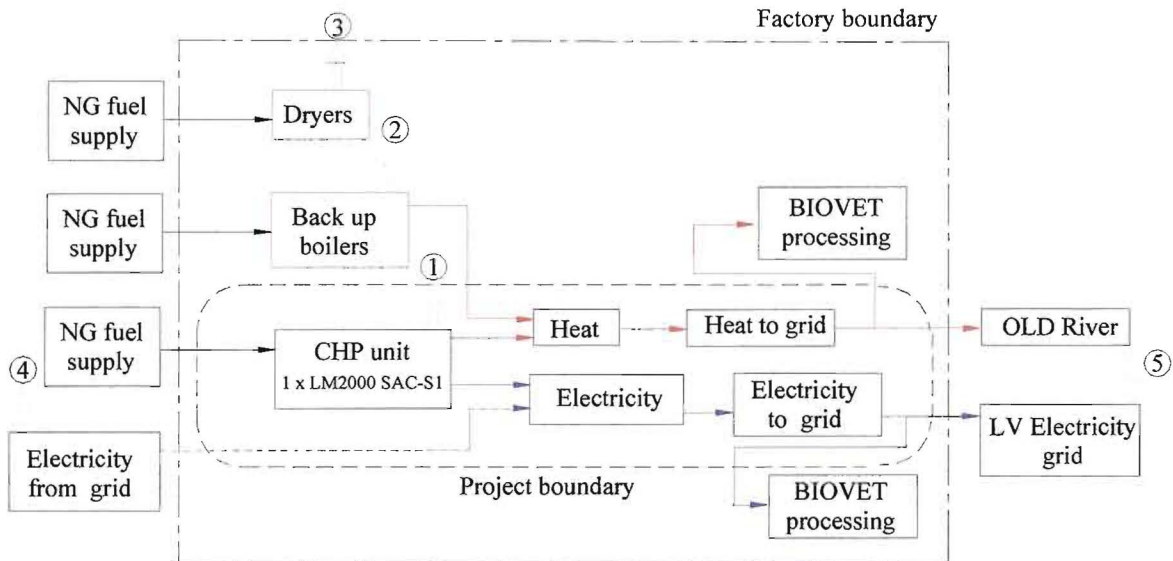 Factory boundary
③
NG fuel
supply
Dryers
②
NG fuel
supply
Back up
boilers
BIOVET
processing
①
NG fuel
supply
④
CHP unit
1 x LM2000 SAC-S1
Heat
Heat to grid
OLD River
⑤
Electricity
Electricity
to grid
LV Electricity
grid
Electricity
from grid
Project boundary
BIOVET
processing